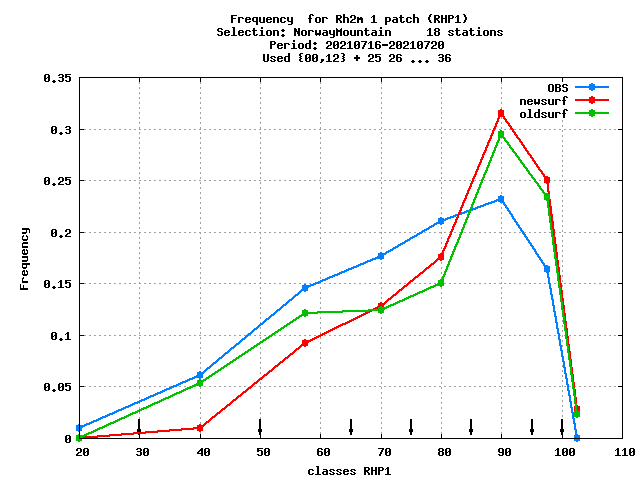 Frequency  for Rh2m 1 patch (RHP1)
Selection: NorwayMountain     18 stations
Period: 20210716-20210720
Used {00,12} + 25 26 ... 36
OBS
newsurf
oldsurf
0.35
0.3
0.25
0.2
0.15
0.1
0.05
0
Frequency
20 30 40 50 60 70 80 90 100 110
classes RHP1